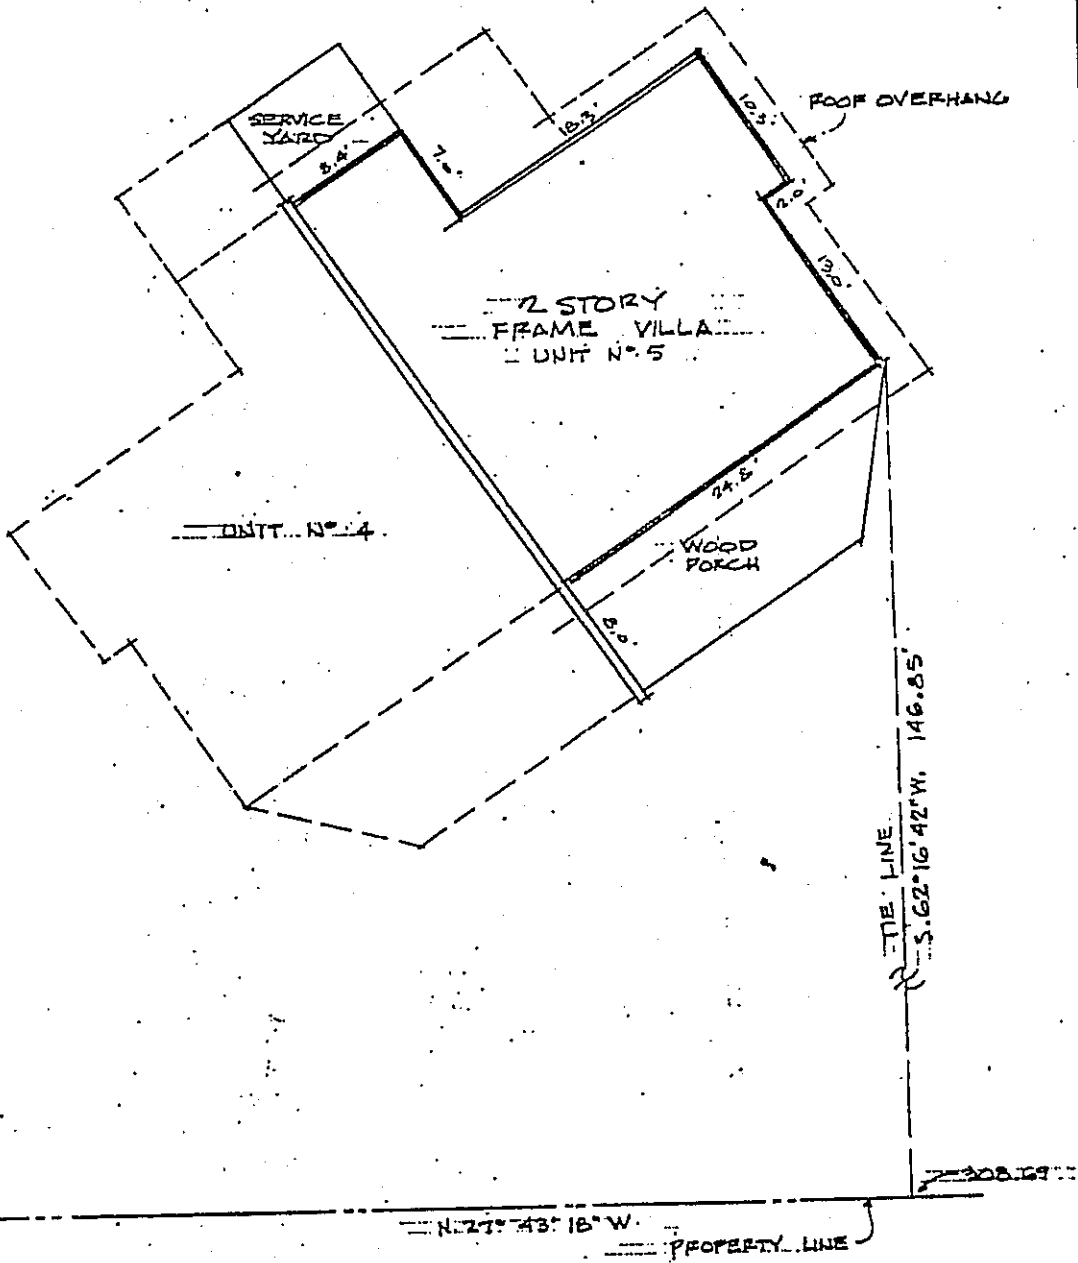 ROOF OVERHANG
SERVICE
YARD
8.4'
18.3'
10.3'
2.0'
13.0'
2 STORY
FRAME VILLA
UNIT Nº 5
24.8'
UNIT Nº 4
WOOD
PORCH
8.0'
TIE LINE
S. 62° 16' 42" W. 146.85'
308.69
N. 27° 43' 18" W.
PROPERTY LINE